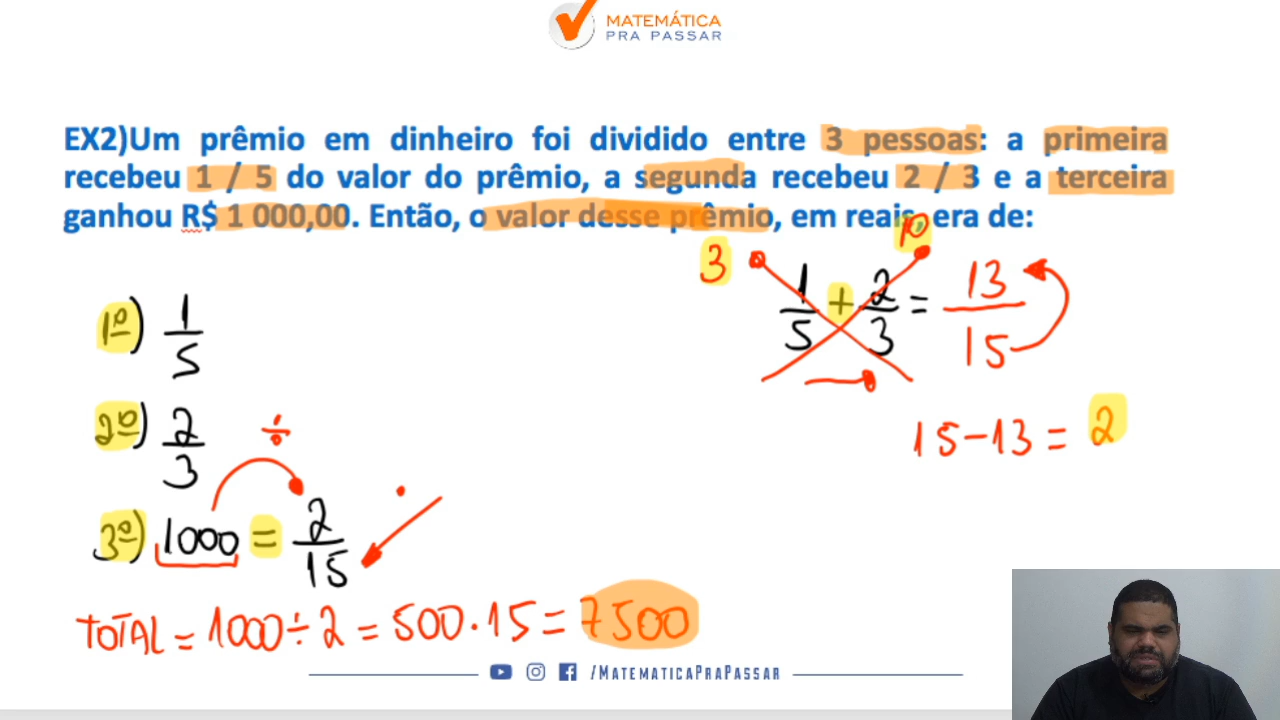 MATEMÁTICA
PRA PASSAR
EX2)Um prêmio em dinheiro foi dividido entre 3 pessoas: a primeira
recebeu 1 / 5 do valor do prêmio, a segunda recebeu 2 / 3 e a terceira
ganhou R$ 1 000,00. Então, o valor desse prêmio, em reais, era de:
3 10
1/5 + 2/3 = 13/15
15-13 = 2
1º) 1/5
2º) 2/3
÷
3º) 1000 = 2/15
TOTAL = 1000÷2 = 500.15 = 7500
/MATEMATICAPRAPASSAR